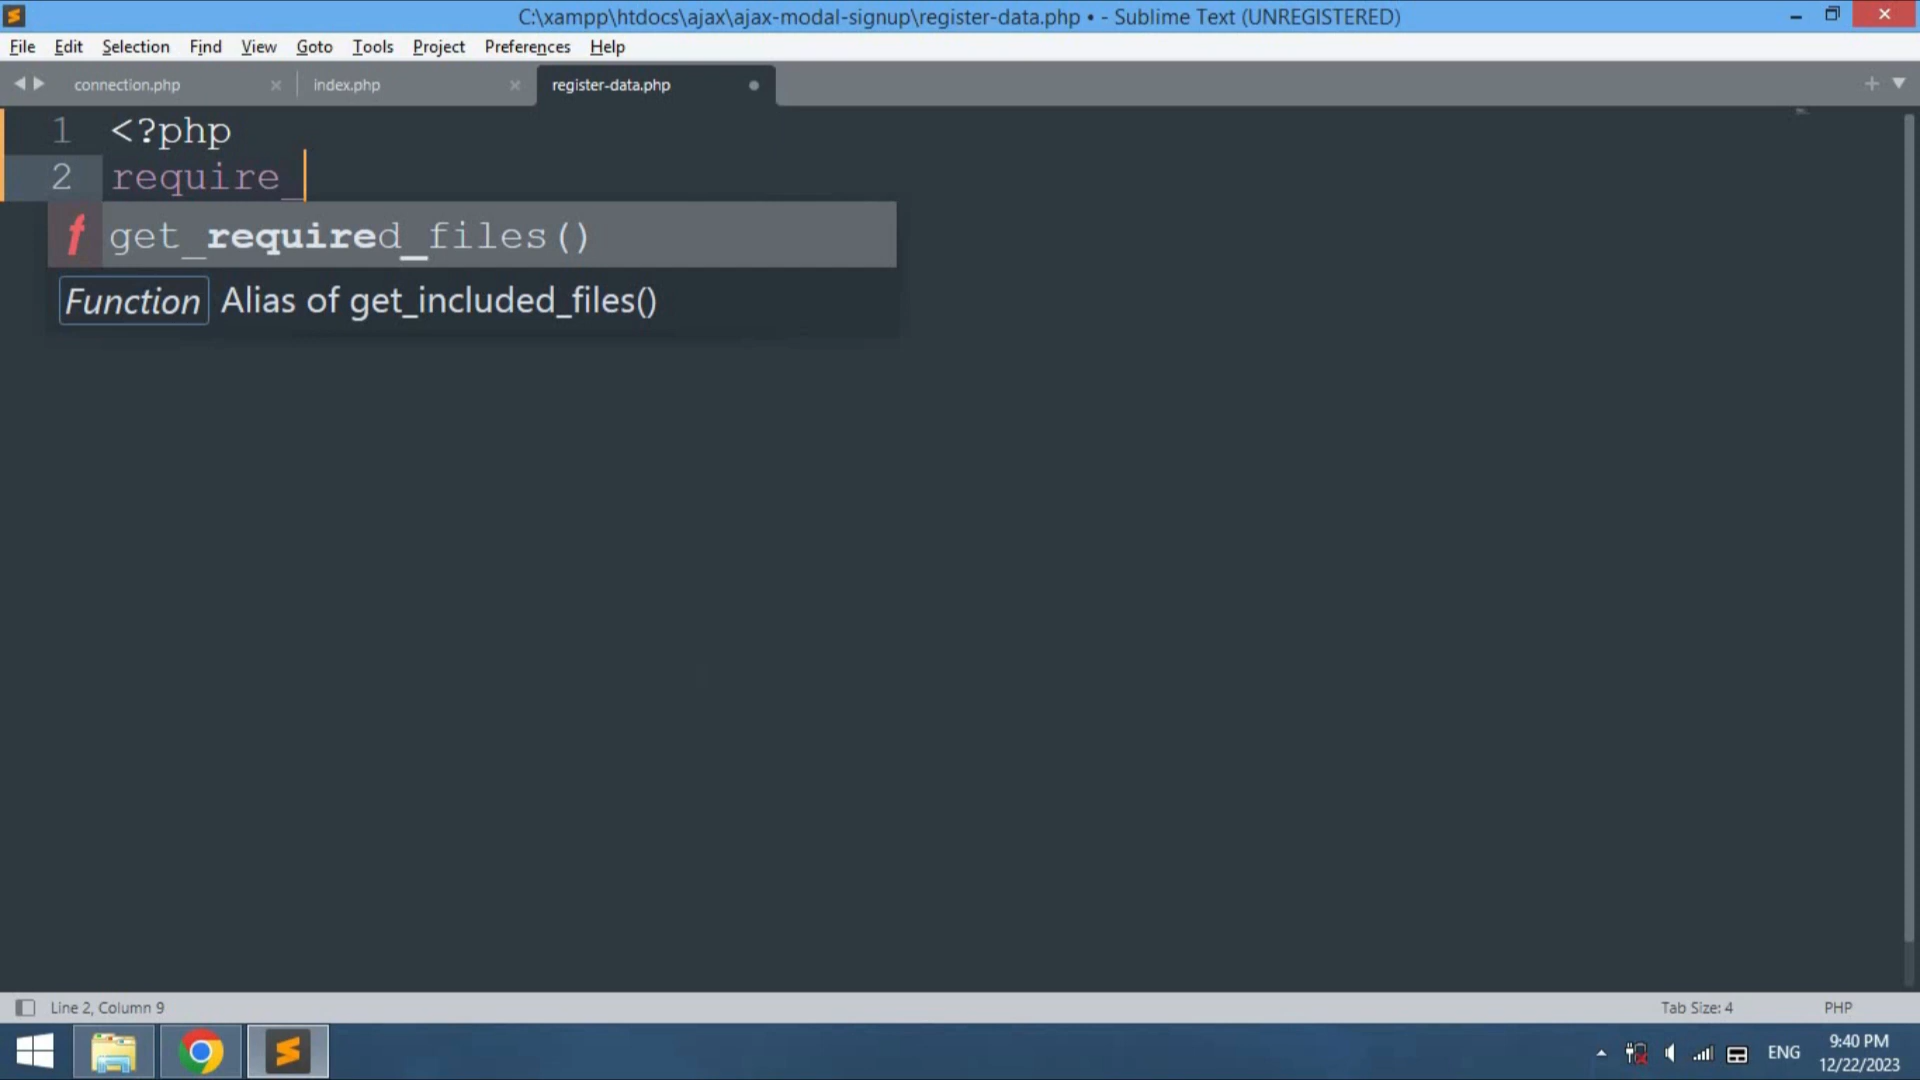 C:\xampp\htdocs\ajax\ajax-modal-signup\register-data.php • - Sublime Text (UNREGISTERED)
File Edit Selection Find View Goto Tools Project Preferences Help
connection.php index.php register-data.php
1 <?php
2 require_
f get_required_files()
Function Alias of get_included_files()
Line 2, Column 9 Tab Size: 4 PHP
ENG 9:40 PM
12/22/2023